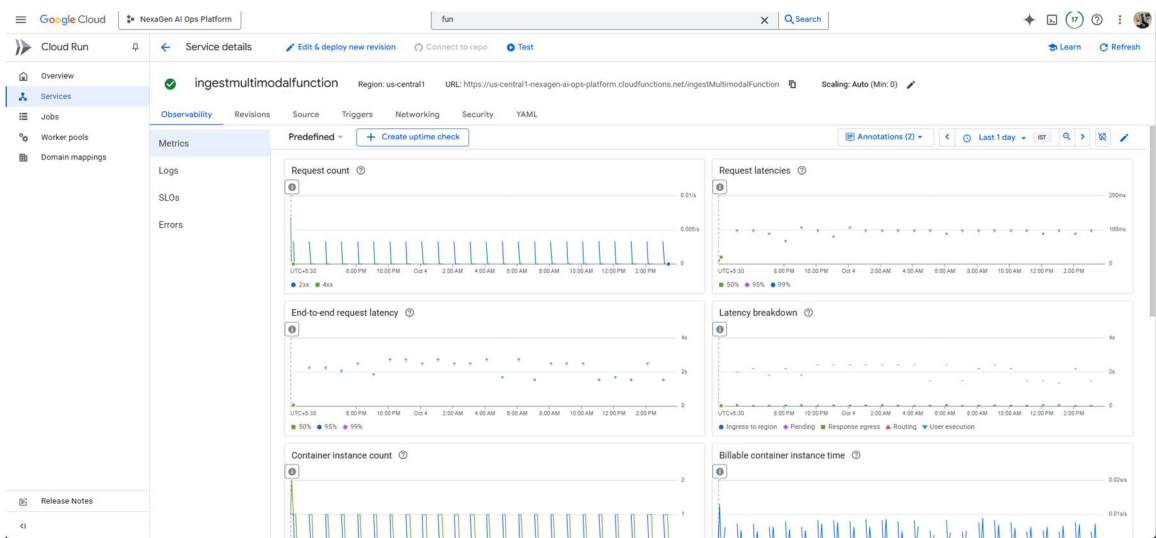 Google Cloud
NexaGen AI Ops Platform
fun
Search
17
Cloud Run
Service details
Edit & deploy new revision
Connect to repo
Test
Learn
Refresh
Overview
Services
Jobs
Worker pools
Domain mappings
Release Notes
ingestmultimodalfunction
Region: us-central1
URL: https://us-central1-nexagen-ai-ops-platform.cloudfunctions.net/ingestMultimodalFunction
Scaling: Auto (Min: 0)
Observability Revisions Source Triggers Networking Security YAML
Metrics
Logs
SLOs
Errors
Predefined
Create uptime check
Annotations (2)
Last 1 day
IST
Request count
0.01/s
0.005/s
0
UTC+5:30 8:00 PM 10:00 PM Oct 4 2:00 AM 4:00 AM 6:00 AM 8:00 AM 10:00 AM 12:00 PM 2:00 PM
2xx 4xx
Request latencies
200ms
100ms
0
UTC+5:30 8:00 PM 10:00 PM Oct 4 2:00 AM 4:00 AM 6:00 AM 8:00 AM 10:00 AM 12:00 PM 2:00 PM
50% 95% 99%
End-to-end request latency
4s
2s
0
UTC+5:30 8:00 PM 10:00 PM Oct 4 2:00 AM 4:00 AM 6:00 AM 8:00 AM 10:00 AM 12:00 PM 2:00 PM
50% 95% 99%
Latency breakdown
4s
2s
0
UTC+5:30 8:00 PM 10:00 PM Oct 4 2:00 AM 4:00 AM 6:00 AM 8:00 AM 10:00 AM 12:00 PM 2:00 PM
Ingress to region Pending Response egress Routing User execution
Container instance count
2
1
Billable container instance time
0.02s/s
0.01s/s